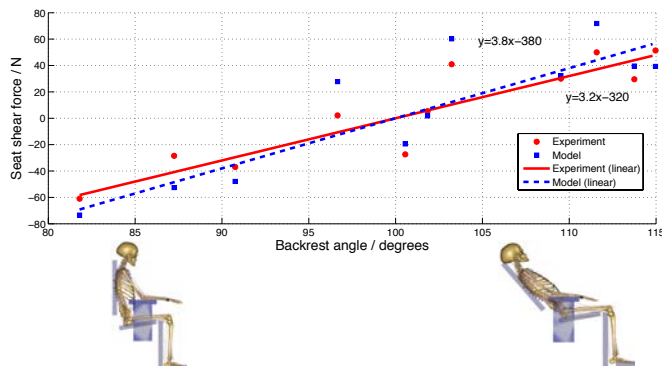 80
60
40
20
0
−20
−40
−60
−80
Seat shear force / N
y=3.8x−380
y=3.2x−320
Experiment
Model
Experiment (linear)
Model (linear)
80 85 90 95 100 105 110 115
Backrest angle / degrees